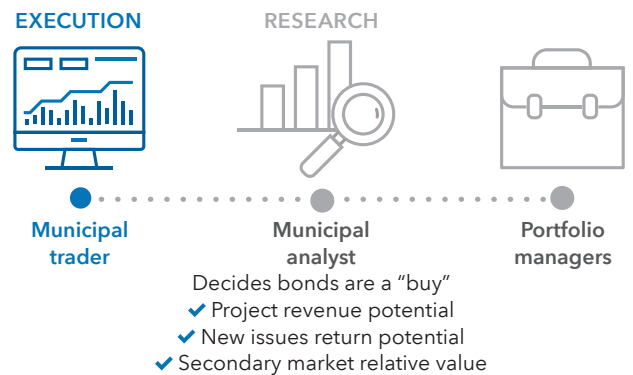 EXECUTION
RESEARCH
Municipal
trader
Municipal
analyst
Portfolio
managers
Decides bonds are a “buy”
✔ Project revenue potential
✔ New issues return potential
✔ Secondary market relative value